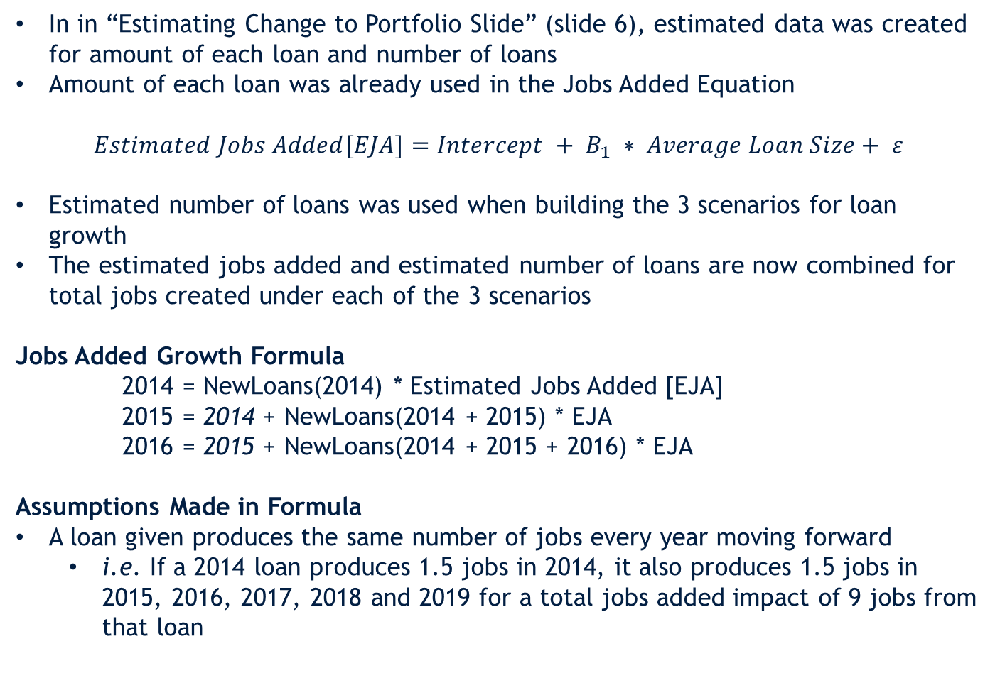 • In in “Estimating Change to Portfolio Slide” (slide 6), estimated data was created
for amount of each loan and number of loans
• Amount of each loan was already used in the Jobs Added Equation
Estimated Jobs Added[EJA] = Intercept + B₁ ∗ Average Loan Size + ε
• Estimated number of loans was used when building the 3 scenarios for loan
growth
• The estimated jobs added and estimated number of loans are now combined for
total jobs created under each of the 3 scenarios
Jobs Added Growth Formula
2014 = NewLoans(2014) * Estimated Jobs Added [EJA]
2015 = 2014 + NewLoans(2014 + 2015) * EJA
2016 = 2015 + NewLoans(2014 + 2015 + 2016) * EJA
Assumptions Made in Formula
• A loan given produces the same number of jobs every year moving forward
• i.e. If a 2014 loan produces 1.5 jobs in 2014, it also produces 1.5 jobs in
2015, 2016, 2017, 2018 and 2019 for a total jobs added impact of 9 jobs from
that loan